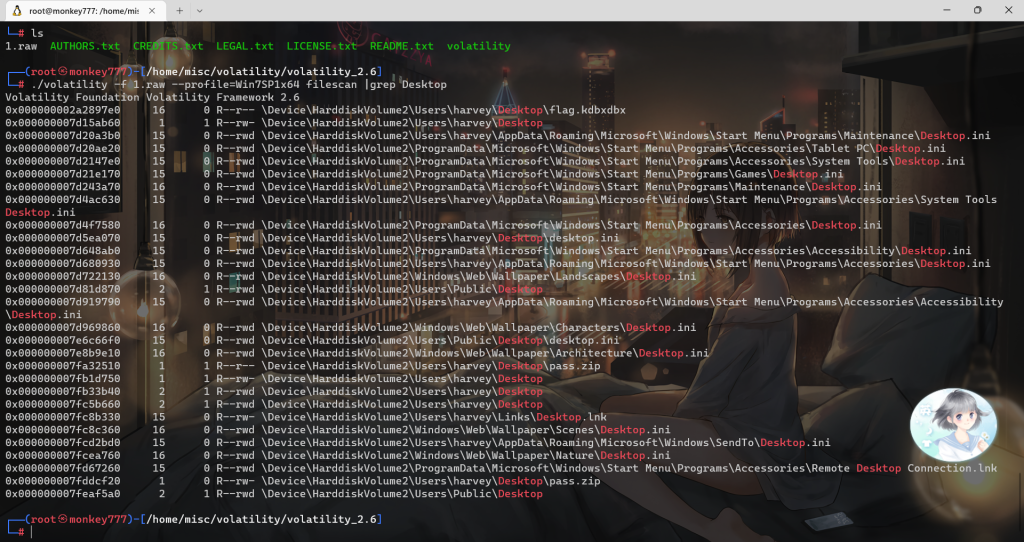 root@monkey777: /home/mis
ls
1.raw AUTHORS.txt CREDITS.txt LEGAL.txt LICENSE.txt README.txt volatility
(root㉿monkey777)-[/home/misc/volatility/volatility_2.6]
# ./volatility -f 1.raw --profile=Win7SP1x64 filescan |grep Desktop
Volatility Foundation Volatility Framework 2.6
0x000000002a2897e0 16 0 R--r-- \Device\HarddiskVolume2\Users\harvey\Desktop\flag.kdbxdbx
0x000000007d15ab60 1 1 R--rw- \Device\HarddiskVolume2\Users\harvey\Desktop
0x000000007d20a3b0 15 0 R--rwd \Device\HarddiskVolume2\Users\harvey\AppData\Roaming\Microsoft\Windows\Start Menu\Programs\Maintenance\Desktop.ini
0x000000007d20ae20 15 0 R--rwd \Device\HarddiskVolume2\ProgramData\Microsoft\Windows\Start Menu\Programs\Accessories\Tablet PC\Desktop.ini
0x000000007d2147e0 15 0 R--rwd \Device\HarddiskVolume2\ProgramData\Microsoft\Windows\Start Menu\Programs\Accessories\System Tools\Desktop.ini
0x000000007d21e170 15 0 R--rwd \Device\HarddiskVolume2\ProgramData\Microsoft\Windows\Start Menu\Programs\Games\Desktop.ini
0x000000007d243a70 16 0 R--rwd \Device\HarddiskVolume2\ProgramData\Microsoft\Windows\Start Menu\Programs\Maintenance\Desktop.ini
0x000000007d4ac630 15 0 R--rwd \Device\HarddiskVolume2\Users\harvey\AppData\Roaming\Microsoft\Windows\Start Menu\Programs\Accessories\System Tools
Desktop.ini
0x000000007d4f7580 16 0 R--rwd \Device\HarddiskVolume2\ProgramData\Microsoft\Windows\Start Menu\Programs\Accessories\Desktop.ini
0x000000007d5ea070 15 0 R--rwd \Device\HarddiskVolume2\Users\harvey\Desktop\desktop.ini
0x000000007d648ab0 15 0 R--rwd \Device\HarddiskVolume2\ProgramData\Microsoft\Windows\Start Menu\Programs\Accessories\Accessibility\Desktop.ini
0x000000007d680930 15 0 R--rwd \Device\HarddiskVolume2\Users\harvey\AppData\Roaming\Microsoft\Windows\Start Menu\Programs\Accessories\Desktop.ini
0x000000007d722130 16 0 R--rwd \Device\HarddiskVolume2\Windows\Web\Wallpaper\Landscapes\Desktop.ini
0x000000007d81d870 2 1 R--rwd \Device\HarddiskVolume2\Users\Public\Desktop
0x000000007d919790 15 0 R--rwd \Device\HarddiskVolume2\Users\harvey\AppData\Roaming\Microsoft\Windows\Start Menu\Programs\Accessories\Accessibility
\Desktop.ini
0x000000007d969860 16 0 R--rwd \Device\HarddiskVolume2\Windows\Web\Wallpaper\Characters\Desktop.ini
0x000000007e6c66f0 15 0 R--rwd \Device\HarddiskVolume2\Users\Public\Desktop\desktop.ini
0x000000007e8b9e10 16 0 R--rwd \Device\HarddiskVolume2\Windows\Web\Wallpaper\Architecture\Desktop.ini
0x000000007fa32510 1 1 R--r-- \Device\HarddiskVolume2\Users\harvey\Desktop\pass.zip
0x000000007fb1d750 1 1 R--rw- \Device\HarddiskVolume2\Users\harvey\Desktop
0x000000007fb33b40 2 1 R--rwd \Device\HarddiskVolume2\Users\harvey\Desktop
0x000000007fc5b660 2 1 R--rwd \Device\HarddiskVolume2\Users\harvey\Desktop
0x000000007fc8b330 15 0 R--rw- \Device\HarddiskVolume2\Users\harvey\Links\Desktop.lnk
0x000000007fc8c360 16 0 R--rwd \Device\HarddiskVolume2\Windows\Web\Wallpaper\Scenes\Desktop.ini
0x000000007fcd2bd0 15 0 R--rwd \Device\HarddiskVolume2\Users\harvey\AppData\Roaming\Microsoft\Windows\SendTo\Desktop.ini
0x000000007fcea760 16 0 R--rwd \Device\HarddiskVolume2\Windows\Web\Wallpaper\Nature\Desktop.ini
0x000000007fd67260 15 0 R--rwd \Device\HarddiskVolume2\ProgramData\Microsoft\Windows\Start Menu\Programs\Accessories\Remote Desktop Connection.lnk
0x000000007fddcf20 1 0 R--rw- \Device\HarddiskVolume2\Users\harvey\Desktop\pass.zip
0x000000007feaf5a0 2 1 R--rwd \Device\HarddiskVolume2\Users\Public\Desktop
(root㉿monkey777)-[/home/misc/volatility/volatility_2.6]
#